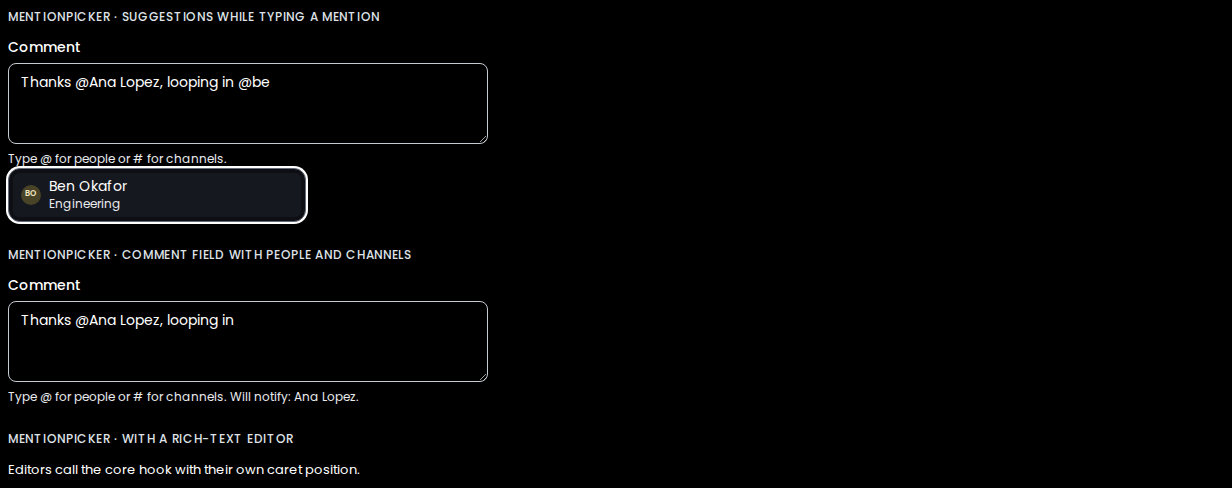 MENTIONPICKER · SUGGESTIONS WHILE TYPING A MENTION
Comment
Thanks @Ana Lopez, looping in @be
Type @ for people or # for channels.
BO
Ben Okafor
Engineering
MENTIONPICKER · COMMENT FIELD WITH PEOPLE AND CHANNELS
Comment
Thanks @Ana Lopez, looping in
Type @ for people or # for channels. Will notify: Ana Lopez.
MENTIONPICKER · WITH A RICH-TEXT EDITOR
Editors call the core hook with their own caret position.